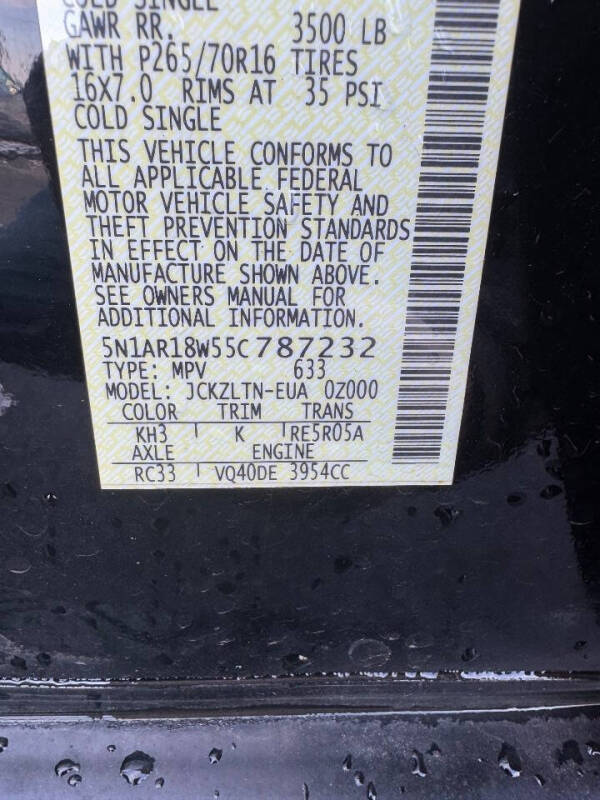 COLD SINGLE
GAWR RR. 3500 LB
WITH P265/70R16 TIRES
16X7.0 RIMS AT 35 PSI
COLD SINGLE
THIS VEHICLE CONFORMS TO
ALL APPLICABLE FEDERAL
MOTOR VEHICLE SAFETY AND
THEFT PREVENTION STANDARDS
IN EFFECT ON THE DATE OF
MANUFACTURE SHOWN ABOVE.
SEE OWNERS MANUAL FOR
ADDITIONAL INFORMATION.
5N1AR18W55C787232
TYPE: MPV 633
MODEL: JCKZLTN-EUA 0Z000
COLOR TRIM TRANS
KH3 K RE5R05A
AXLE ENGINE
RC33 VQ40DE 3954CC